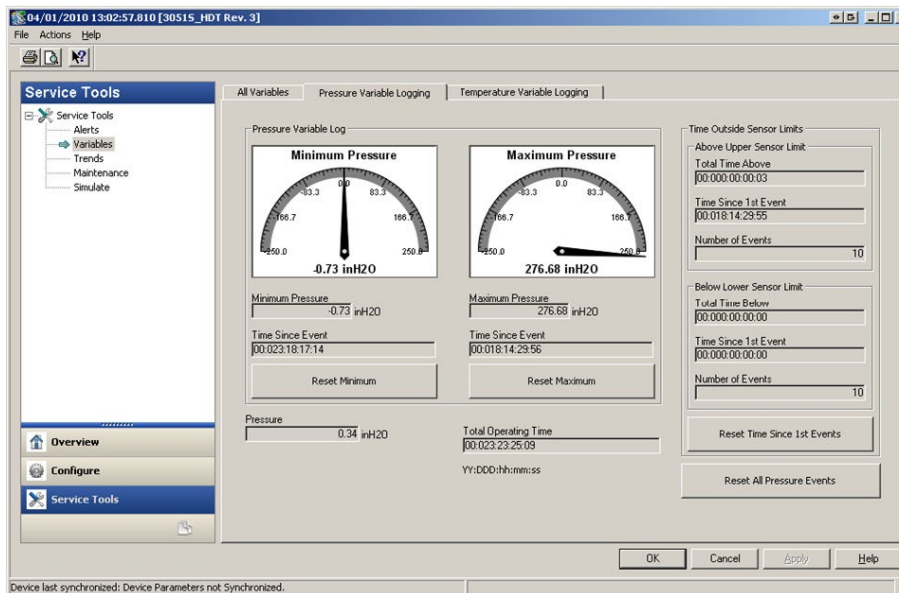 04/01/2010 13:02:57.810 [3051S_HDT Rev. 3]
File Actions Help
Service Tools
Service Tools
Alerts
Variables
Trends
Maintenance
Simulate
Overview
Configure
Service Tools
All Variables Pressure Variable Logging Temperature Variable Logging
Pressure Variable Log
Minimum Pressure
0.0
-83.3 83.3
-166.7 166.7
-250.0 250.0
-0.73 inH2O
Minimum Pressure
-0.73 inH2O
Time Since Event
00:023:18:17:14
Reset Minimum
Maximum Pressure
0.0
-83.3 83.3
-166.7 166.7
-250.0 250.0
276.68 inH2O
Maximum Pressure
276.68 inH2O
Time Since Event
00:018:14:29:56
Reset Maximum
Pressure
0.34 inH2O
Total Operating Time
00:023:23:25:09
YY:DDD:hh:mm:ss
Time Outside Sensor Limits
Above Upper Sensor Limit
Total Time Above
00:000:00:00:03
Time Since 1st Event
00:018:14:29:55
Number of Events
10
Below Lower Sensor Limit
Total Time Below
00:000:00:00:00
Time Since 1st Event
00:000:00:00:00
Number of Events
10
Reset Time Since 1st Events
Reset All Pressure Events
OK Cancel Apply Help
Device last synchronized: Device Parameters not Synchronized.